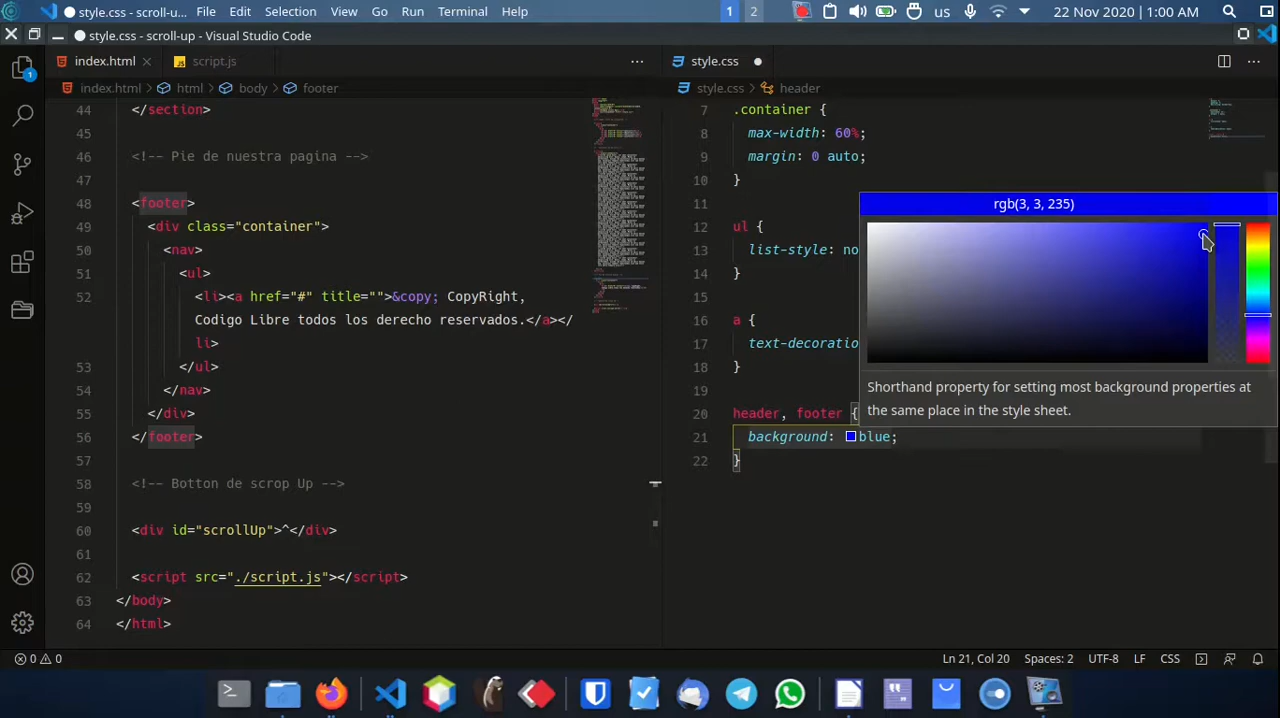 style.css - scroll-u... File Edit Selection View Go Run Terminal Help 1 2 us 22 Nov 2020 | 1:00 AM
● style.css - scroll-up - Visual Studio Code
index.html script.js ... style.css ● ...
index.html > html > body > footer
style.css > header
44 </section>
45
46 <!-- Pie de nuestra pagina -->
47
48 <footer>
49 <div class="container">
50 <nav>
51 <ul>
52 <li><a href="#" title="">&copy; CopyRight,
Codigo Libre todos los derecho reservados.</a></
li>
53 </ul>
54 </nav>
55 </div>
56 </footer>
57
58 <!-- Botton de scrop Up -->
59
60 <div id="scrollUp">^</div>
61
62 <script src="./script.js"></script>
63 </body>
64 </html>
7 .container {
8 max-width: 60%;
9 margin: 0 auto;
10 }
11
12 ul {
13 list-style: no
14 }
15
16 a {
17 text-decoratio
18 }
19
20 header, footer {
21 background: blue;
22 }
rgb(3, 3, 235)
Shorthand property for setting most background properties at
the same place in the style sheet.
1
0 0 Ln 21, Col 20 Spaces: 2 UTF-8 LF CSS